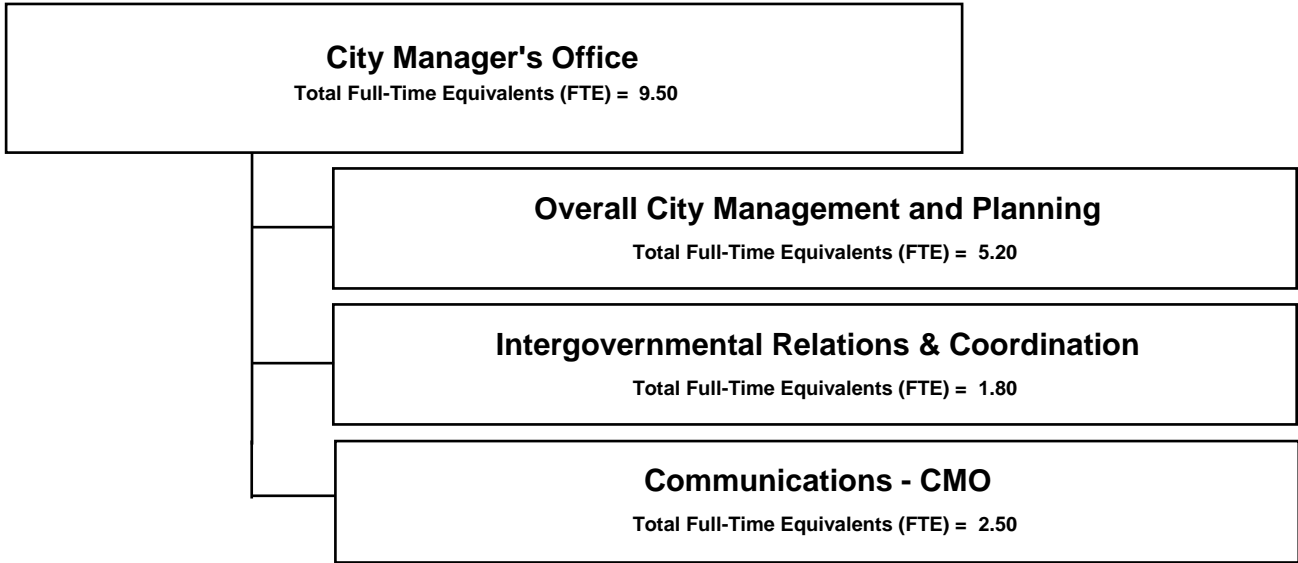 City Manager's Office
Total Full-Time Equivalents (FTE) = 9.50
Overall City Management and Planning
Total Full-Time Equivalents (FTE) = 5.20
Intergovernmental Relations & Coordination
Total Full-Time Equivalents (FTE) = 1.80
Communications - CMO
Total Full-Time Equivalents (FTE) = 2.50